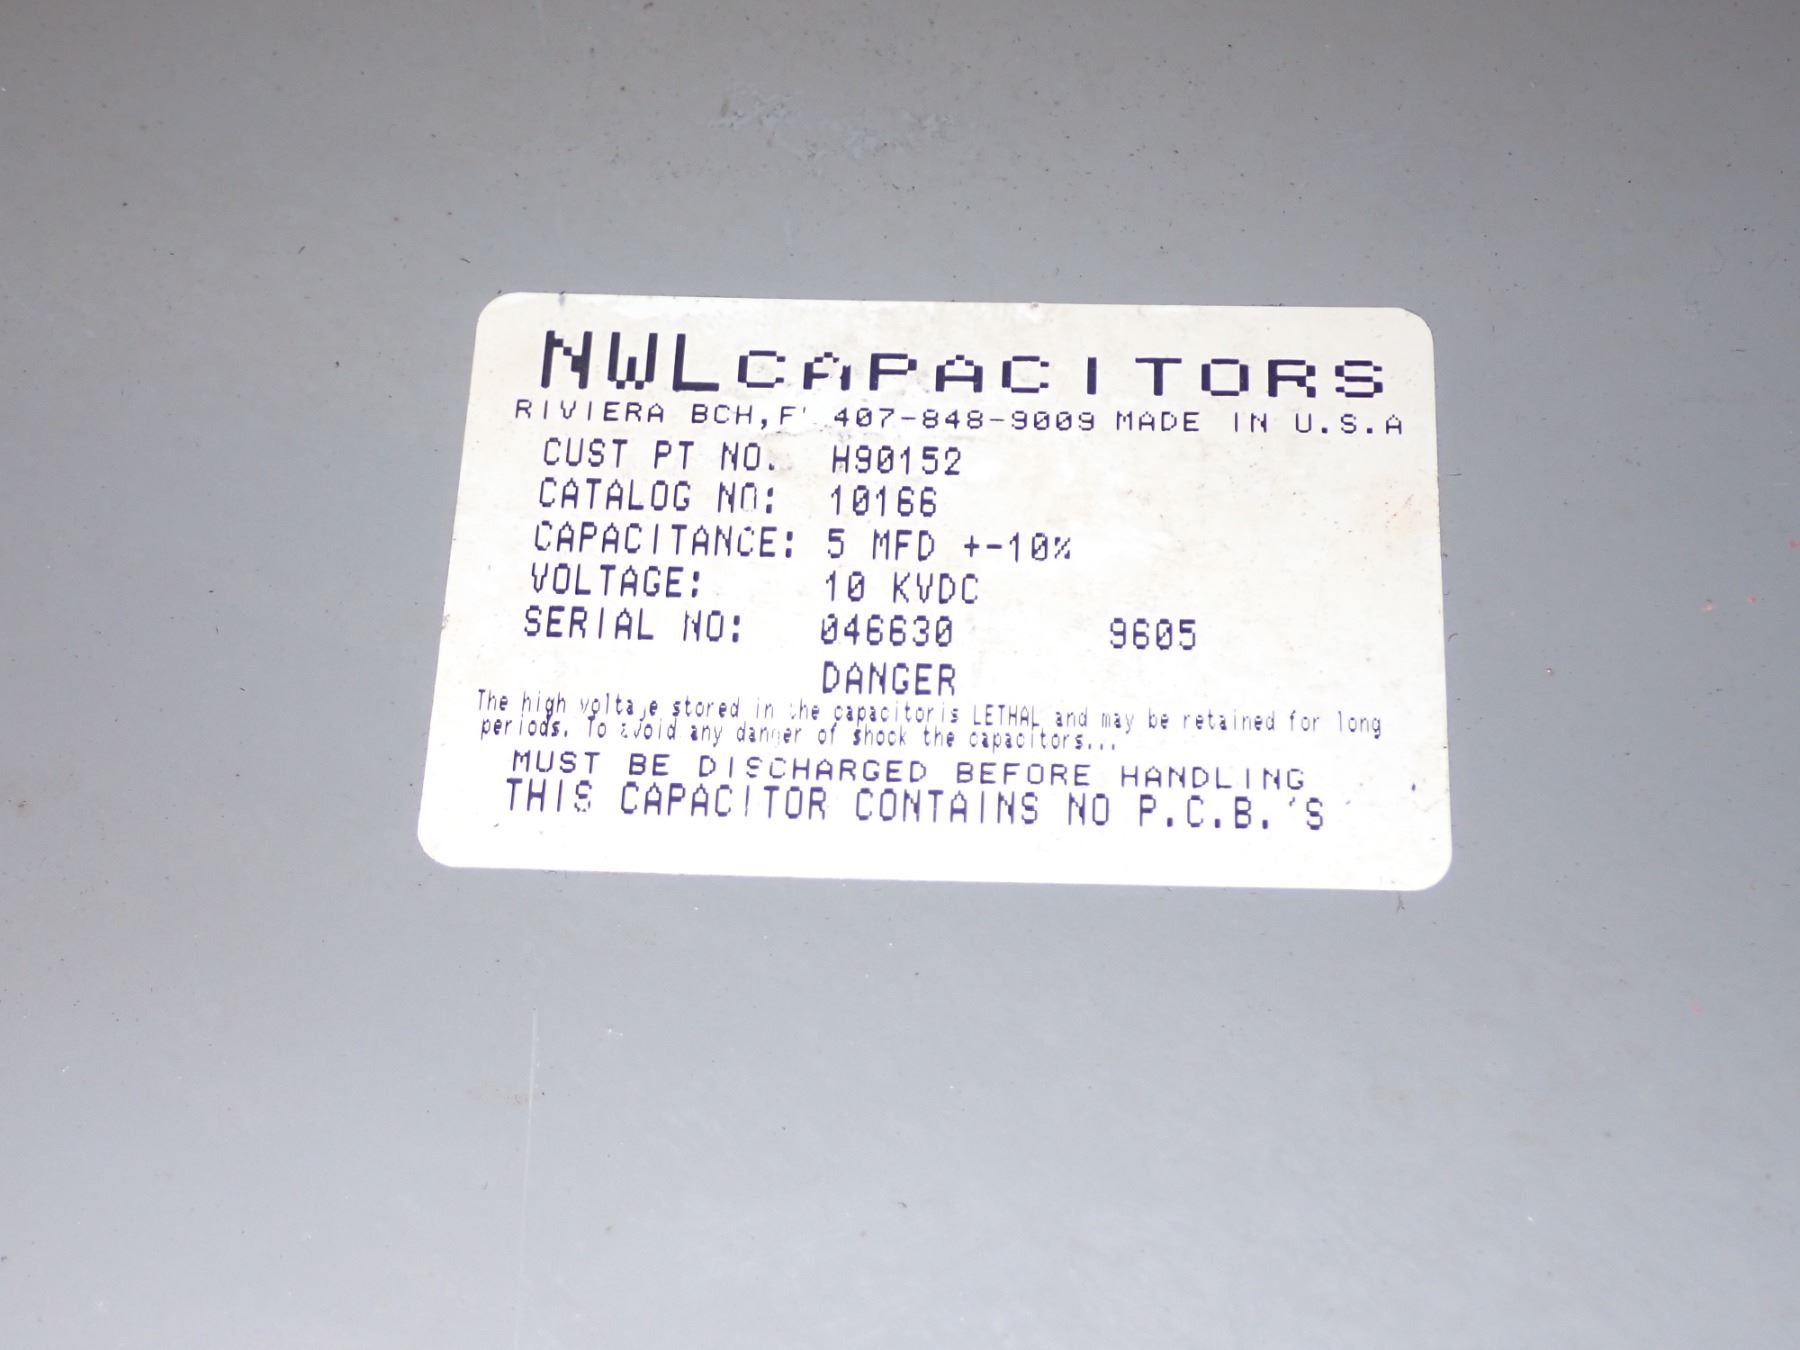 NWL CAPACITORS
RIVIERA BCH, 407-848-9009 MADE IN U.S.A
CUST PT NO. H90152
CATALOG NO: 10166
CAPACITANCE: 5 MFD +-10%
VOLTAGE: 10 KVDC
SERIAL NO: 046630 9605
DANGER
The high voltage stored in the capacitor is LETHAL and may be retained for long
periods. To avoid any danger of shock the capacitors...
MUST BE DISCHARGED BEFORE HANDLING
THIS CAPACITOR CONTAINS NO P.C.B.'S